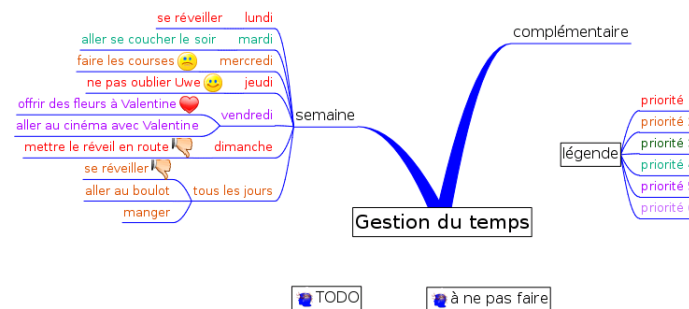 se réveiller lundi
aller se coucher le soir mardi
faire les courses mercredi
ne pas oublier Uwe jeudi
offrir des fleurs à Valentine
vendredi
aller au cinéma avec Valentine
mettre le réveil en route dimanche
se réveiller
aller au boulot tous les jours
manger
semaine
complémentaire
Gestion du temps
légende
priorité
priorité
priorité
priorité
priorité
priorité
TODO
à ne pas faire